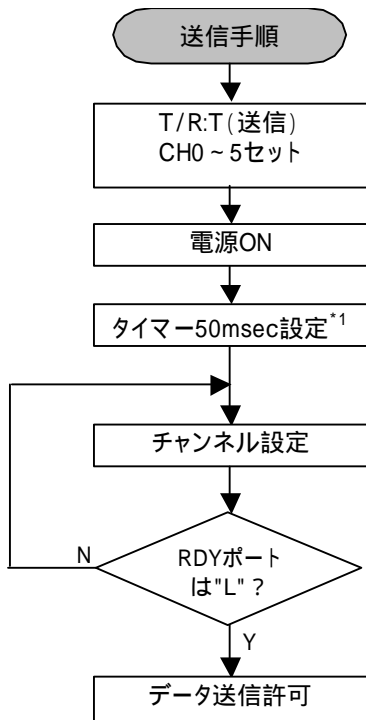 送信手順
T/R:T(送信)
CH0~5セット
電源ON
タイマー50msec設定*1
チャンネル設定
RDYポート
は"L"?
N
Y
データ送信許可